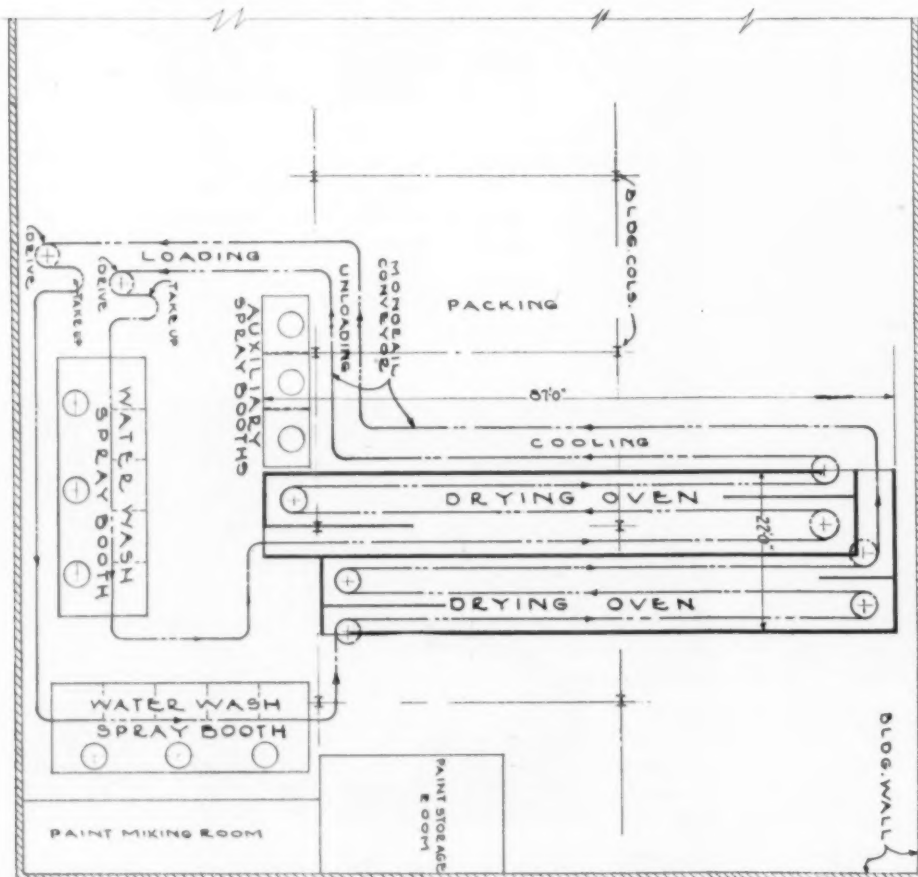 BLDG. COLS.
DRIVE
LOADING
DRIVE
TAKE UP
TAKE UP
UNLOADING
MONORAIL
CONVEYOR
PACKING
AUXILIARY
SPRAY BOOTHS
87'0"
COOLING
WATER WASH
SPRAY BOOTH
DRYING OVEN
22'0"
DRYING OVEN
WATER WASH
SPRAY BOOTH
PAINT MIXING ROOM
PAINT STORAGE
ROOM
BLDG. WALL